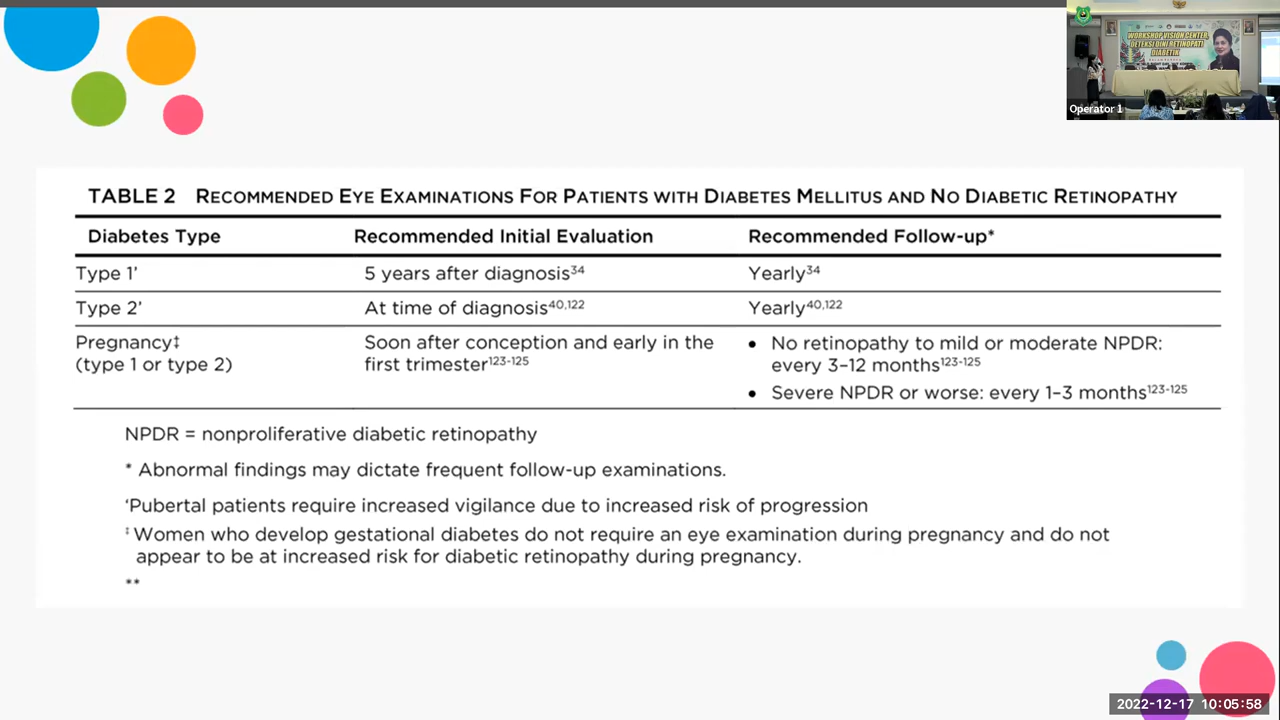 WORKSHOP VISION CENTER,
DETEKSI DINI RETINOPATI
DIABETIK
Operator 1
TABLE 2 RECOMMENDED EYE EXAMINATIONS FOR PATIENTS WITH DIABETES MELLITUS AND NO DIABETIC RETINOPATHY
Diabetes Type Recommended Initial Evaluation Recommended Follow-up*
Type 1’ 5 years after diagnosis34 Yearly34
Type 2’ At time of diagnosis40,122 Yearly40,122
Pregnancy‡ Soon after conception and early in the • No retinopathy to mild or moderate NPDR:
(type 1 or type 2) first trimester123-125 every 3–12 months123-125
• Severe NPDR or worse: every 1–3 months123-125
NPDR = nonproliferative diabetic retinopathy
* Abnormal findings may dictate frequent follow-up examinations.
‘Pubertal patients require increased vigilance due to increased risk of progression
‡ Women who develop gestational diabetes do not require an eye examination during pregnancy and do not
appear to be at increased risk for diabetic retinopathy during pregnancy.
**
2022-12-17 10:05:58